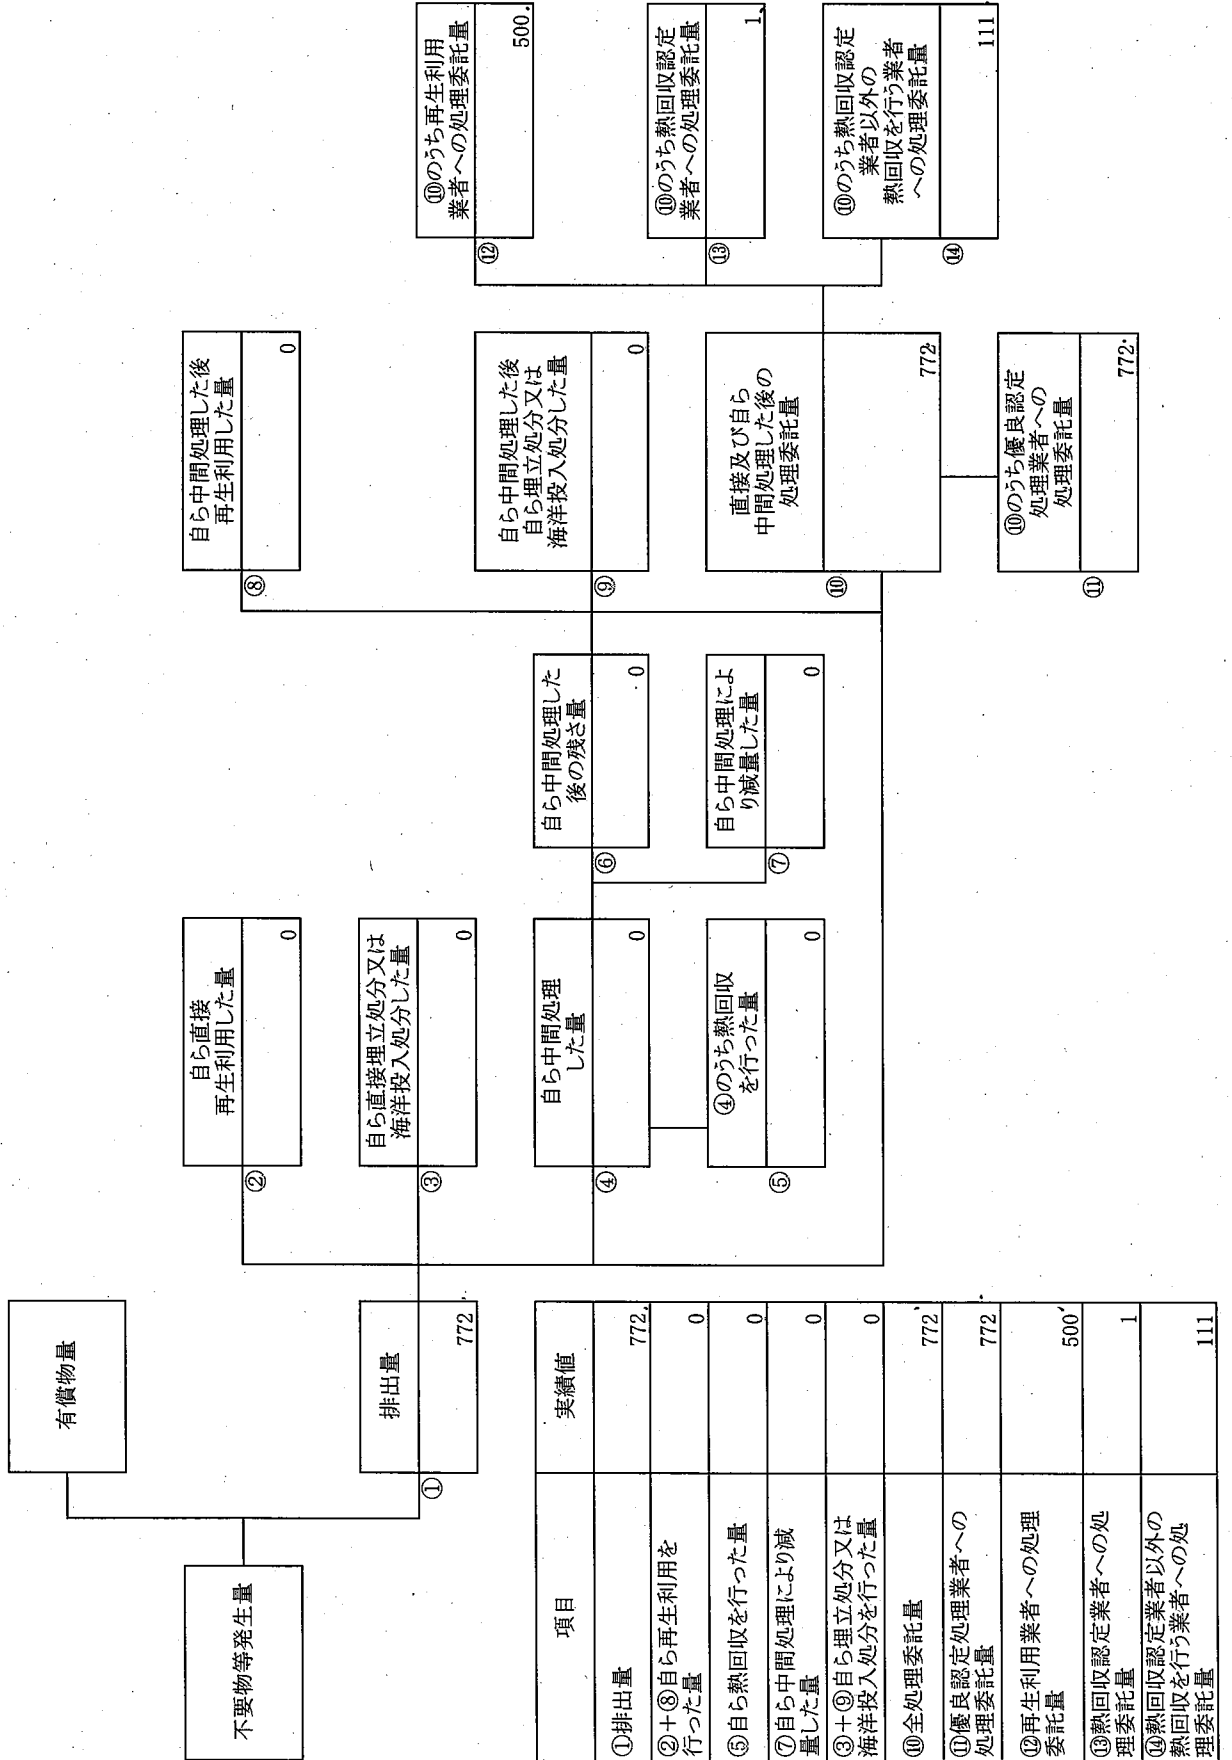 不要物等発生量
有償物量
排出量
①
772
自ら直接
再生利用した量
②
0
自ら直接埋立処分又は
海洋投入処分した量
③
0
自ら中間処理
した量
④
0
④のうち熱回収
を行った量
⑤
0
自ら中間処理した
後の残さ量
⑥
0
自ら中間処理によ
り減量した量
⑦
0
自ら中間処理した後
再生利用した量
⑧
0
自ら中間処理した後
自ら埋立処分又は
海洋投入処分した量
⑨
0
直接及び自ら
中間処理した後の
処理委託量
⑩
772
⑩のうち優良認定
処理業者への
処理委託量
⑪
772
⑩のうち再生利用
業者への処理委託量
⑫
500
⑩のうち熱回収認定
業者への処理委託量
⑬
1
⑩のうち熱回収認定
業者以外の
熱回収を行う業者
への処理委託量
⑭
111
項目
実績値
①排出量
772
②+⑧自ら再生利用を
行った量
0
⑤自ら熱回収を行った量
0
⑦自ら中間処理により減
量した量
0
③+⑨自ら埋立処分又は
海洋投入処分を行った量
0
⑩全処理委託量
772
⑪優良認定処理業者への
処理委託量
772
⑫再生利用業者への処理
委託量
500
⑬熱回収認定業者への処
理委託量
1
⑭熱回収認定業者以外の
熱回収を行う業者への処
理委託量
111